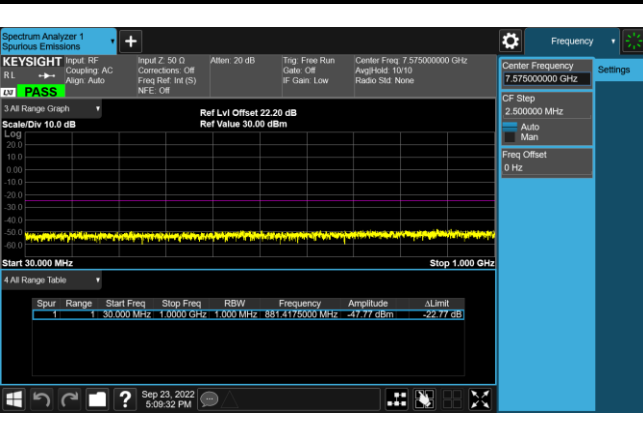 Spectrum Analyzer 1
Spurious Emissions
Frequency
KEYSIGHT
RL
PASS
Input: RF
Coupling: AC
Align: Auto
Input Z: 50 Ω
Corrections: Off
Freq Ref: Int (S)
NFE: Off
Atten: 20 dB
Trig: Free Run
Gate: Off
IF Gain: Low
Center Freq: 7.575000000 GHz
Avg|Hold: 10/10
Radio Std: None
Center Frequency
7.575000000 GHz
Settings
CF Step
2.500000 MHz
Auto
Man
Freq Offset
0 Hz
3 All Range Graph
Scale/Div 10.0 dB
Ref Lvl Offset 22.20 dB
Ref Value 30.00 dBm
Log
20.0
10.0
0.00
-10.0
-20.0
-30.0
-40.0
-50.0
-60.0
Start 30.000 MHz
Stop 1.000 GHz
4 All Range Table
Spur Range Start Freq Stop Freq RBW Frequency Amplitude ΔLimit
1 1 30.000 MHz 1.0000 GHz 1.000 MHz 881.4175000 MHz -47.77 dBm -22.77 dB
?
Sep 23, 2022
5:09:32 PM